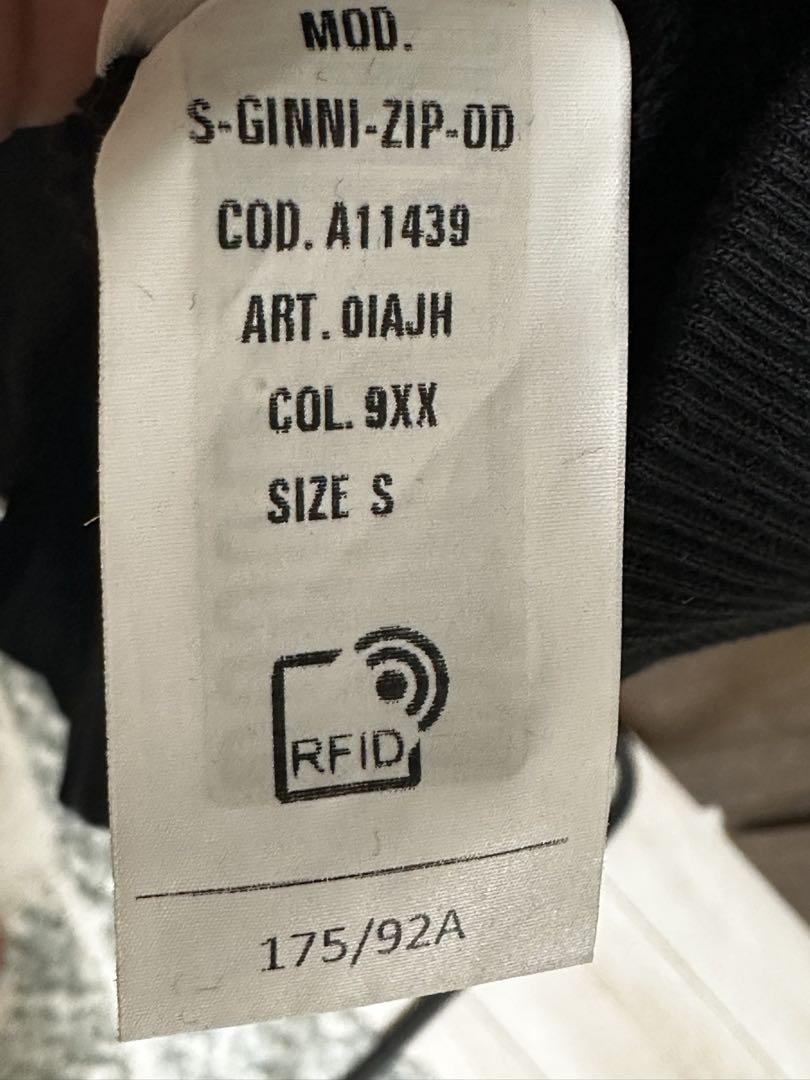 MOD.
S-GINNI-ZIP-OD
COD. A11439
ART. 0IAJH
COL. 9XX
SIZE S
RFID
175/92A